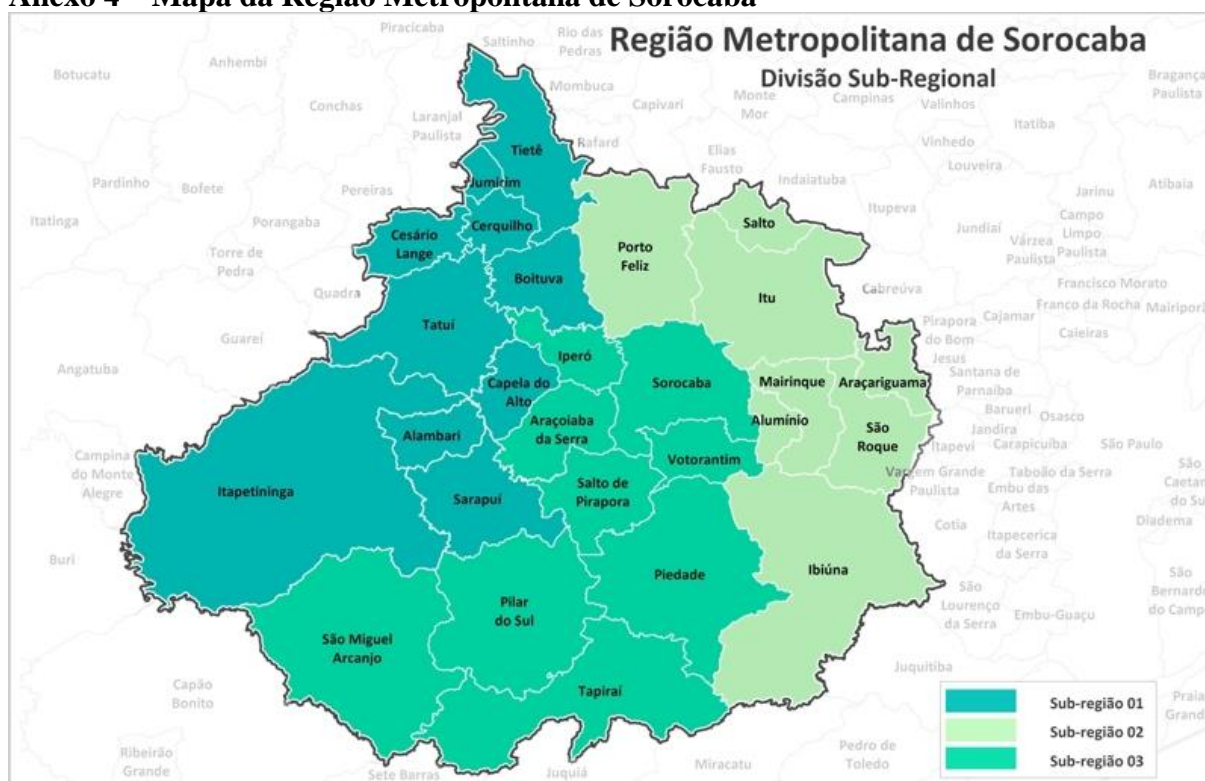 Anexo 4 – Mapa da Região Metropolitana de Sorocaba
Região Metropolitana de Sorocaba
Divisão Sub-Regional
Piracicaba
Saltinho
Rio das
Pedras
Botucatu
Anhembi
Conchas
Laranjal
Paulista
Mombuca
Capivari
Monte
Mor
Campinas
Valinhos
Bragança
Paulista
Itatiba
Vinhedo
Louveira
Rafard
Elias
Fausto
Indaiatuba
Itupeva
Jundiaí
Jarinu
Atibaia
Campo
Limpo
Paulista
Várzea
Paulista
Pardinho
Bofete
Pereiras
Itatinga
Porangaba
Torre de
Pedra
Quadra
Guareí
Angatuba
Tietê
Jumirim
Cerquilho
Cesário
Lange
Boituva
Porto
Feliz
Salto
Itu
Cabreúva
Francisco Morato
Franco da Rocha
Mairiporã
Cajamar
Caieiras
Pirapora
do Bom
Jesus
Santana de
Parnaíba
Tatuí
Iperó
Capela do
Alto
Sorocaba
Mairinque
Araçariguama
Alumínio
São
Roque
Barueri
Osasco
Jandira
Itapevi
Carapicuíba
São Paulo
Araçoiaba
da Serra
Alambari
Votorantim
Vargem Grande
Paulista
Taboão da Serra
Embu das
Artes
São
Caetan
do Sul
Diadema
Cotia
Itapecerica
da Serra
Campina
do Monte
Alegre
Itapetininga
Sarapuí
Salto de
Pirapora
Buri
Piedade
Ibiúna
São
Bernardo
do Campo
São
Lourenço
da Serra
Embu-Guaçu
Pilar
do Sul
São Miguel
Arcanjo
Juquitiba
Capão
Bonito
Tapiraí
Praia
Grande
Ribeirão
Grande
Sete Barras
Juquiá
Miracatu
Pedro de
Toledo
Sub-região 01
Sub-região 02
Sub-região 03